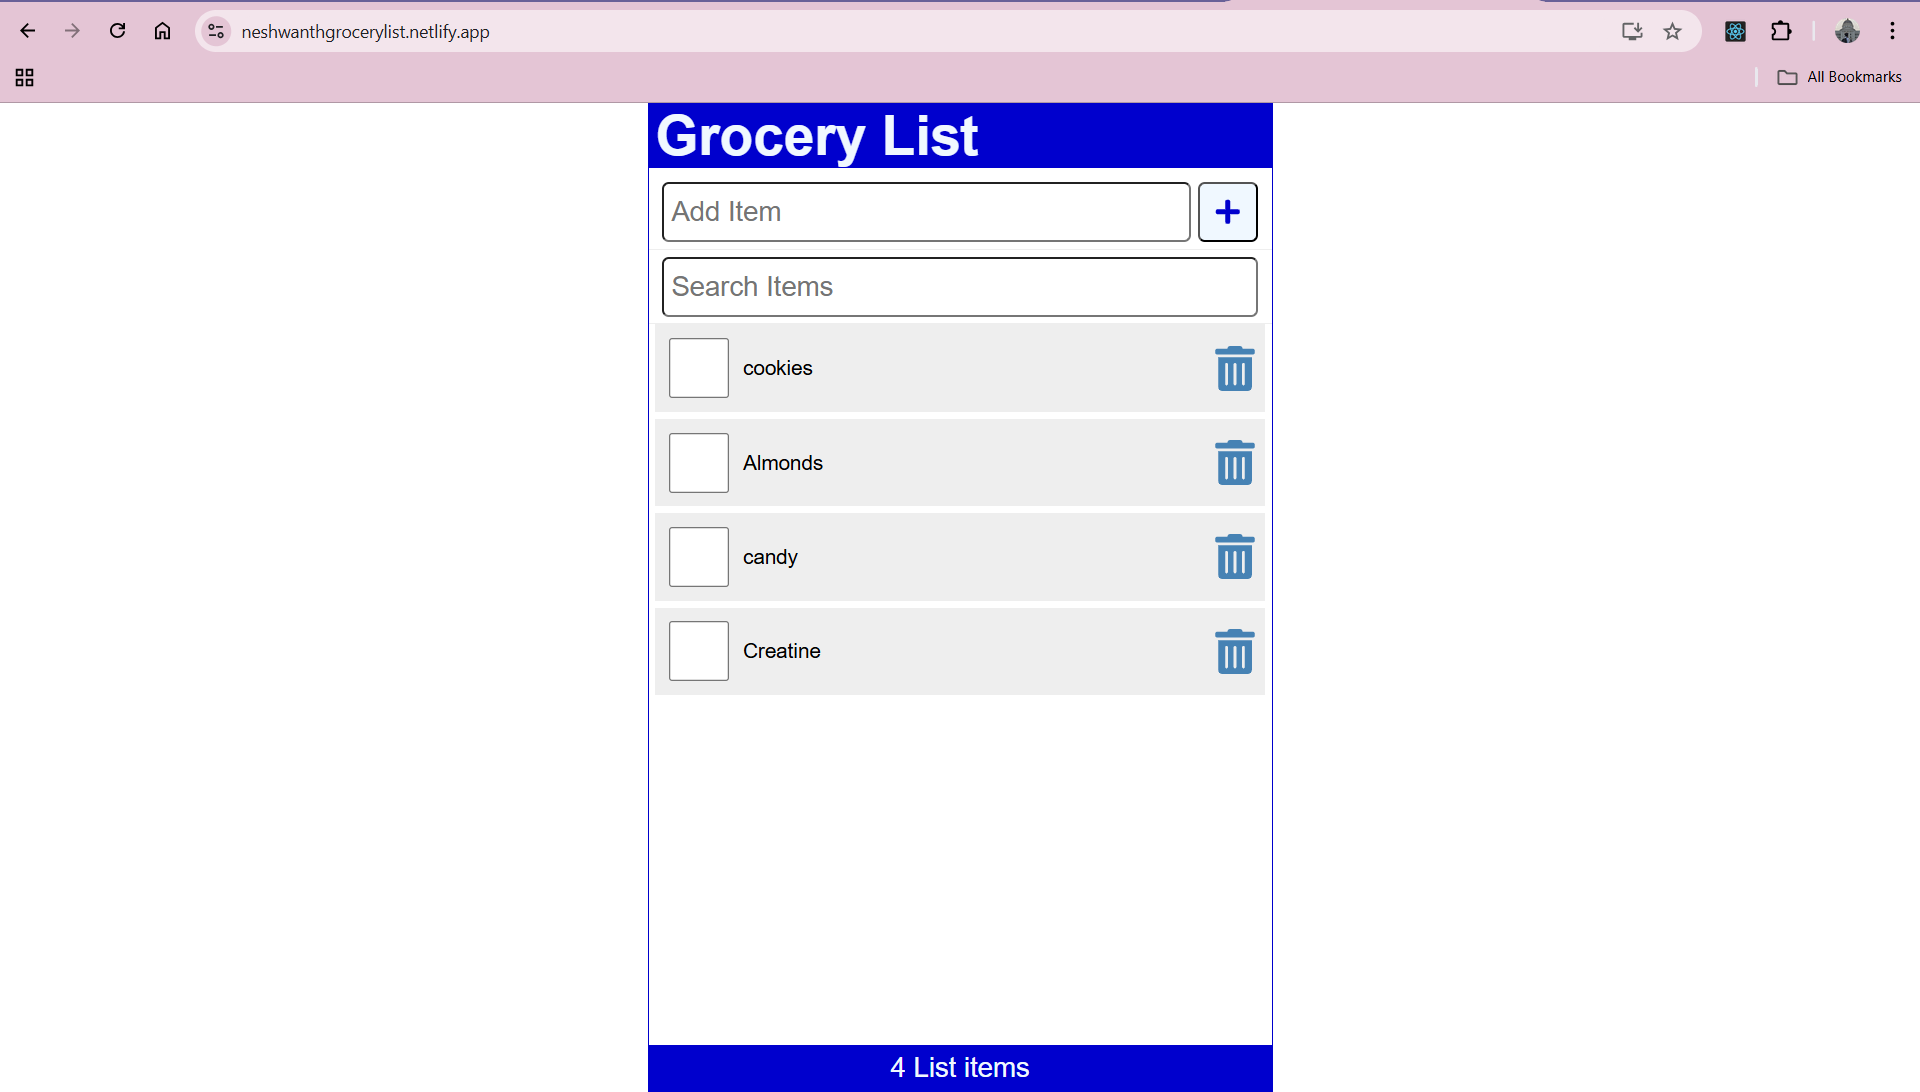 neshwanthgrocerylist.netlify.app
All Bookmarks
Grocery List
Add Item
Search Items
cookies
Almonds
candy
Creatine
4 List items